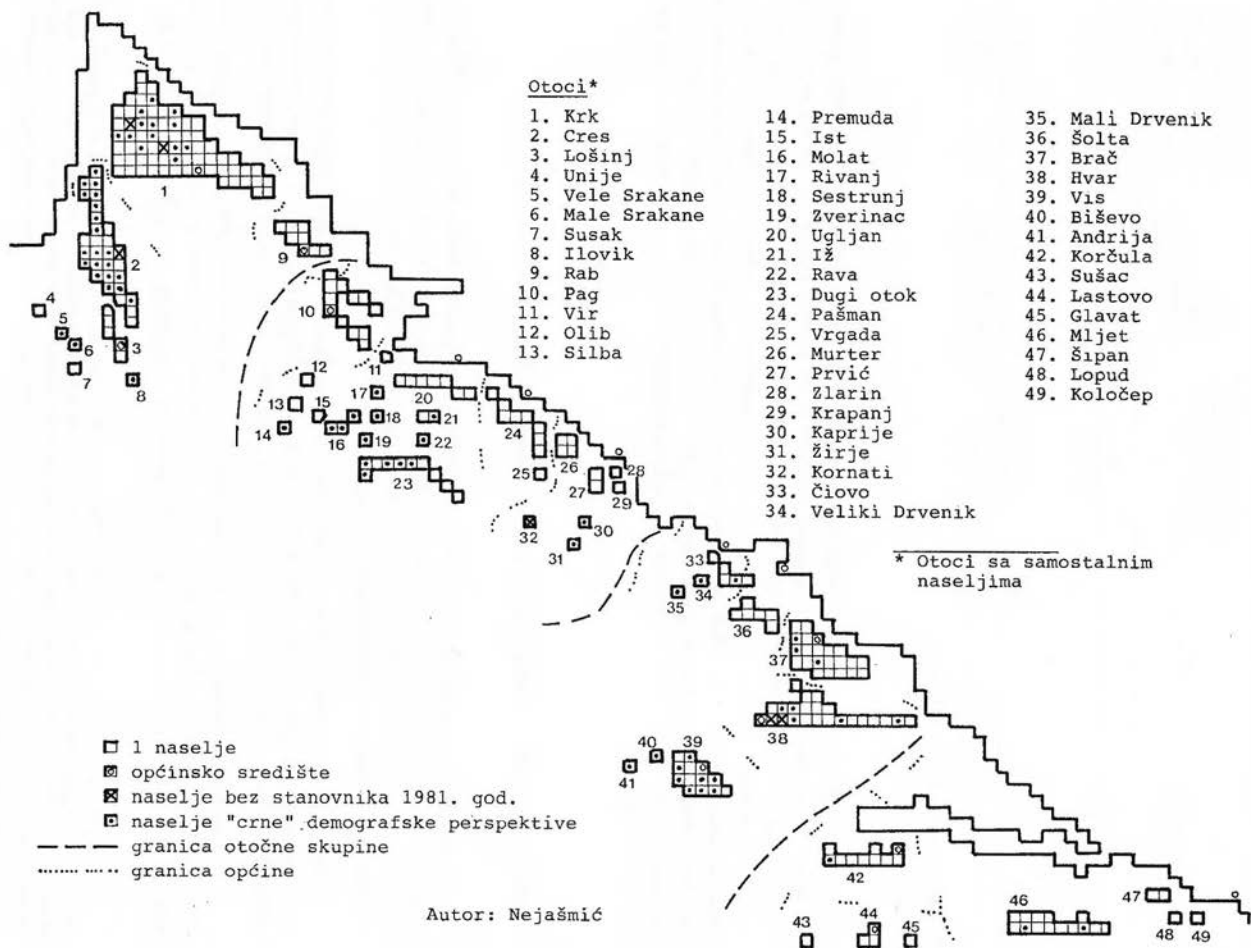 Otoci*
1. Krk
2. Cres
3. Lošinj
4. Unije
5. Vele Srakane
6. Male Srakane
7. Susak
8. Ilovik
9. Rab
10. Pag
11. Vir
12. Olib
13. Silba
14. Premuda
15. Ist
16. Molat
17. Rivanj
18. Sestrunj
19. Zverinac
20. Ugljan
21. Iž
22. Rava
23. Dugi otok
24. Pašman
25. Vrgada
26. Murter
27. Prvić
28. Zlarin
29. Krapanj
30. Kaprije
31. Žirje
32. Kornati
33. Čiovo
34. Veliki Drvenik
35. Mali Drvenik
36. Šolta
37. Brač
38. Hvar
39. Vis
40. Biševo
41. Andrija
42. Korčula
43. Sušac
44. Lastovo
45. Glavat
46. Mljet
47. Šipan
48. Lopud
49. Koločep
* Otoci sa samostalnim
naseljima
1
2
3
4
5
6
7
8
9
10
11
12
13
14
15
16
17
18
19
20
21
22
23
24
25
26
27
28
29
30
31
32
33
34
35
36
37
38
39
40
41
42
43
44
45
46
47
48
49
1 naselje
općinsko središte
naselje bez stanovnika 1981. god.
naselje "crne" demografske perspektive
granica otočne skupine
granica općine
Autor: Nejašmić